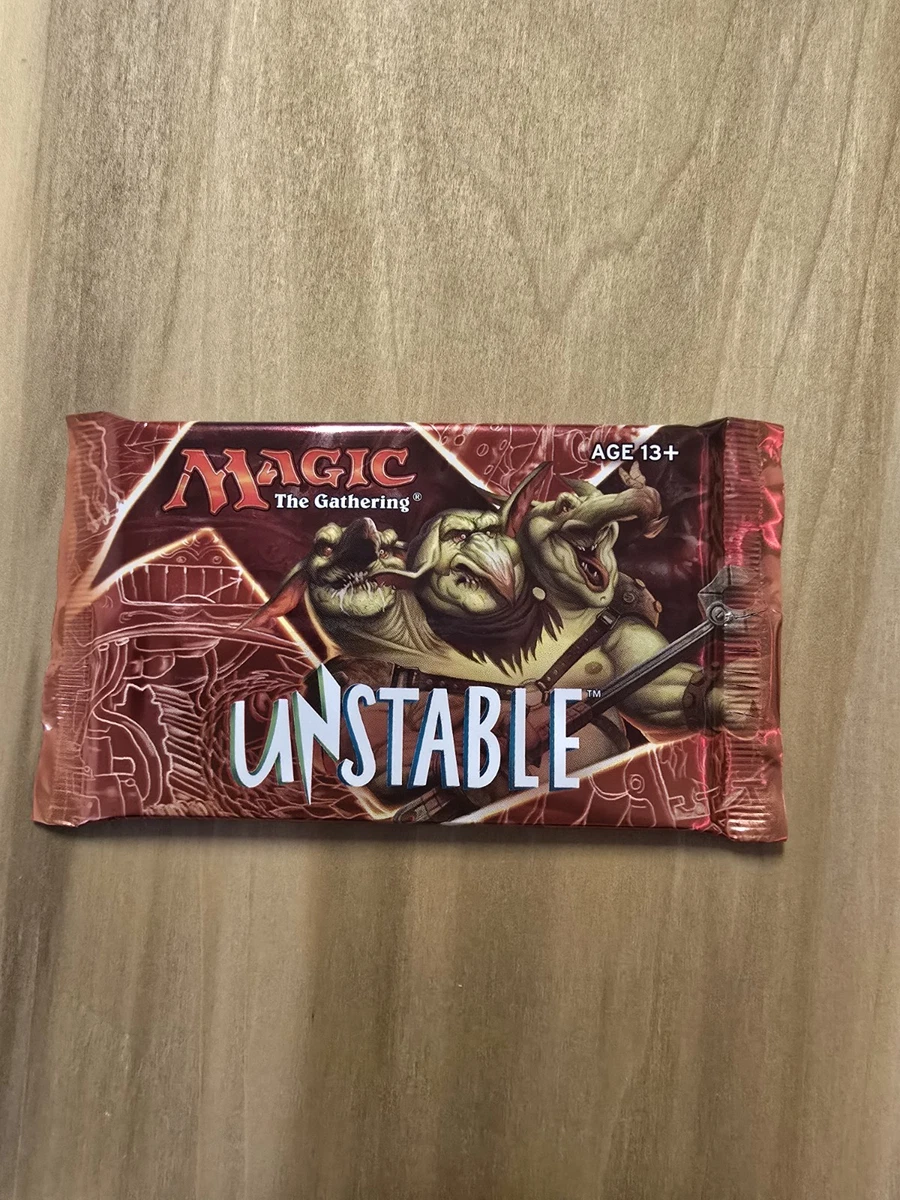 MAGIC
The Gathering®
AGE 13+
UNSTABLE™